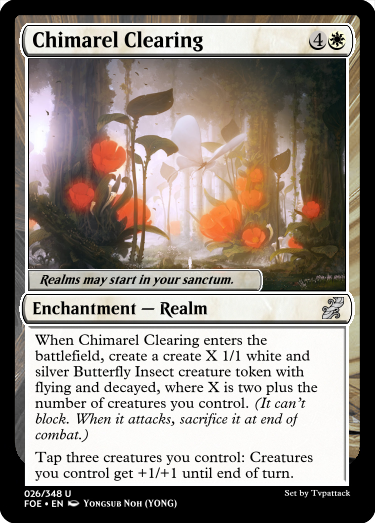 Chimarel Clearing 4
Realms may start in your sanctum.
Enchantment — Realm
When Chimarel Clearing enters the
battlefield, create a create X 1/1 white and
silver Butterfly Insect creature token with
flying and decayed, where X is two plus the
number of creatures you control. (It can't
block. When it attacks, sacrifice it at end of
combat.)
Tap three creatures you control: Creatures
you control get +1/+1 until end of turn.
026/348 U
FOE • EN Yongsub Noh (YONG)
Set by Tvpattack